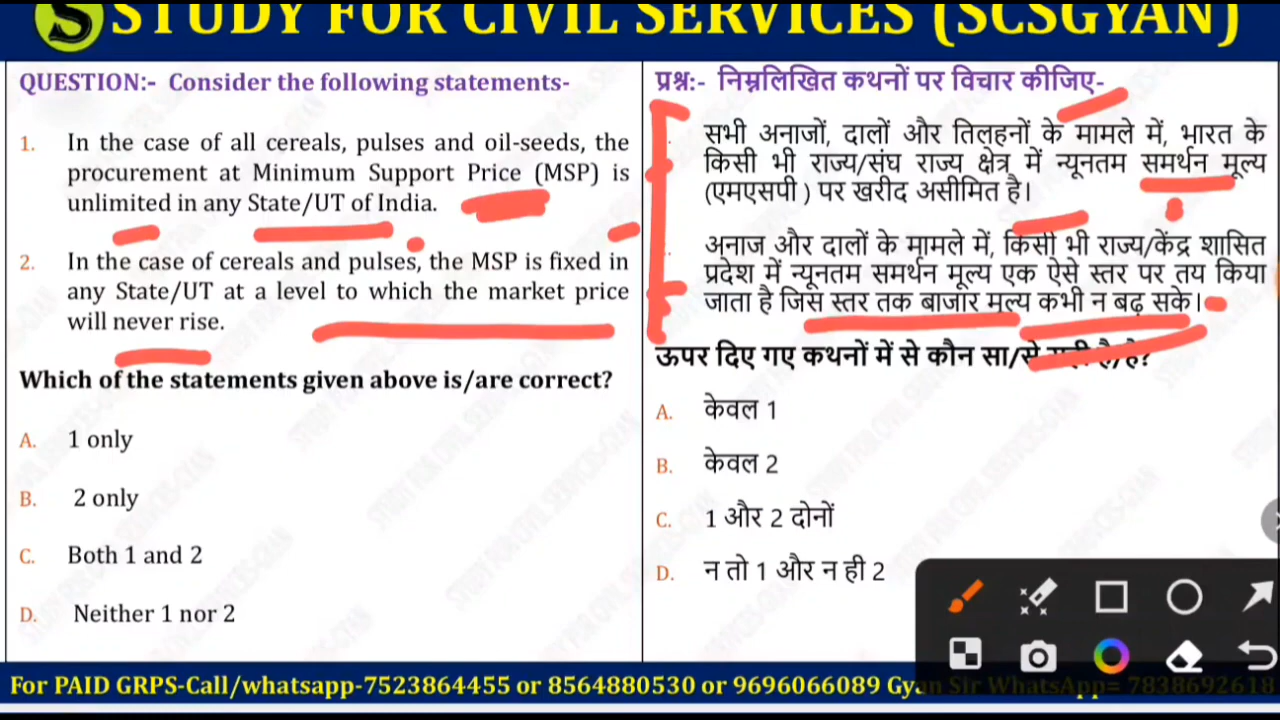 STUDY FOR CIVIL SERVICES (SCSGYAN)
QUESTION:- Consider the following statements-
1. In the case of all cereals, pulses and oil-seeds, the
procurement at Minimum Support Price (MSP) is
unlimited in any State/UT of India.
2. In the case of cereals and pulses, the MSP is fixed in
any State/UT at a level to which the market price
will never rise.
Which of the statements given above is/are correct?
A. 1 only
B. 2 only
C. Both 1 and 2
D. Neither 1 nor 2
प्रश्न:- निम्नलिखित कथनों पर विचार कीजिए-
सभी अनाजों, दालों और तिलहनों के मामले में, भारत के
किसी भी राज्य/संघ राज्य क्षेत्र में न्यूनतम समर्थन मूल्य
(एमएसपी ) पर खरीद असीमित है।
अनाज और दालों के मामले में, किसी भी राज्य/केंद्र शासित
प्रदेश में न्यूनतम समर्थन मूल्य एक ऐसे स्तर पर तय किया
जाता है जिस स्तर तक बाजार मूल्य कभी न बढ़ सके।
ऊपर दिए गए कथनों में से कौन सा/से है/है?
A. केवल 1
B. केवल 2
C. 1 और 2 दोनों
D. न तो 1 और न ही 2
For PAID GRPS-Call/whatsapp-7523864455 or 8564880530 or 9696066089 Gyan Sir WhatsApp= 7838692618